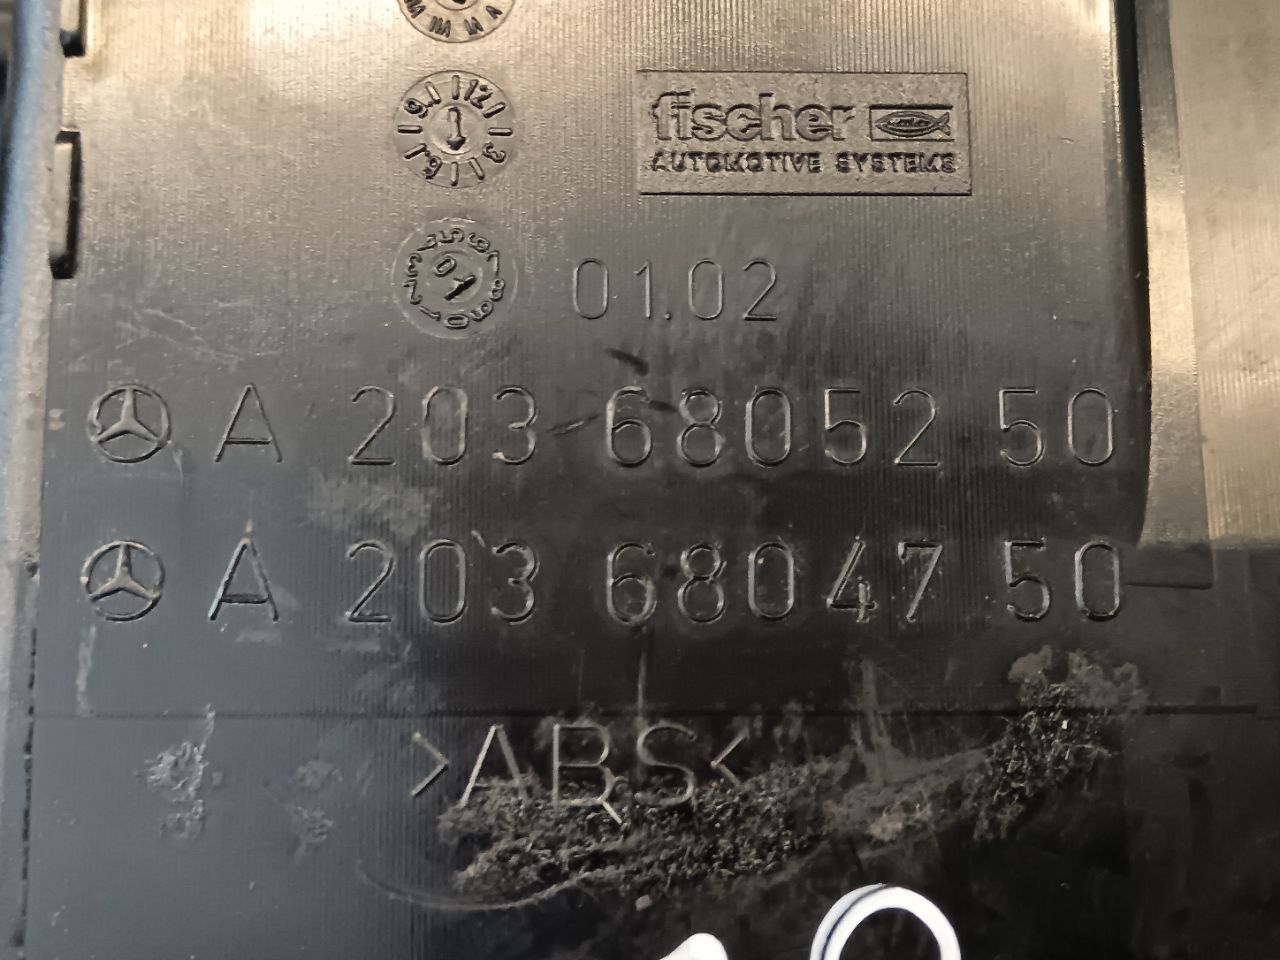 fischer
AUTOMOTIVE SYSTEMS
01.02
A 203 680 52 50
A 203 680 47 50
>ABS<